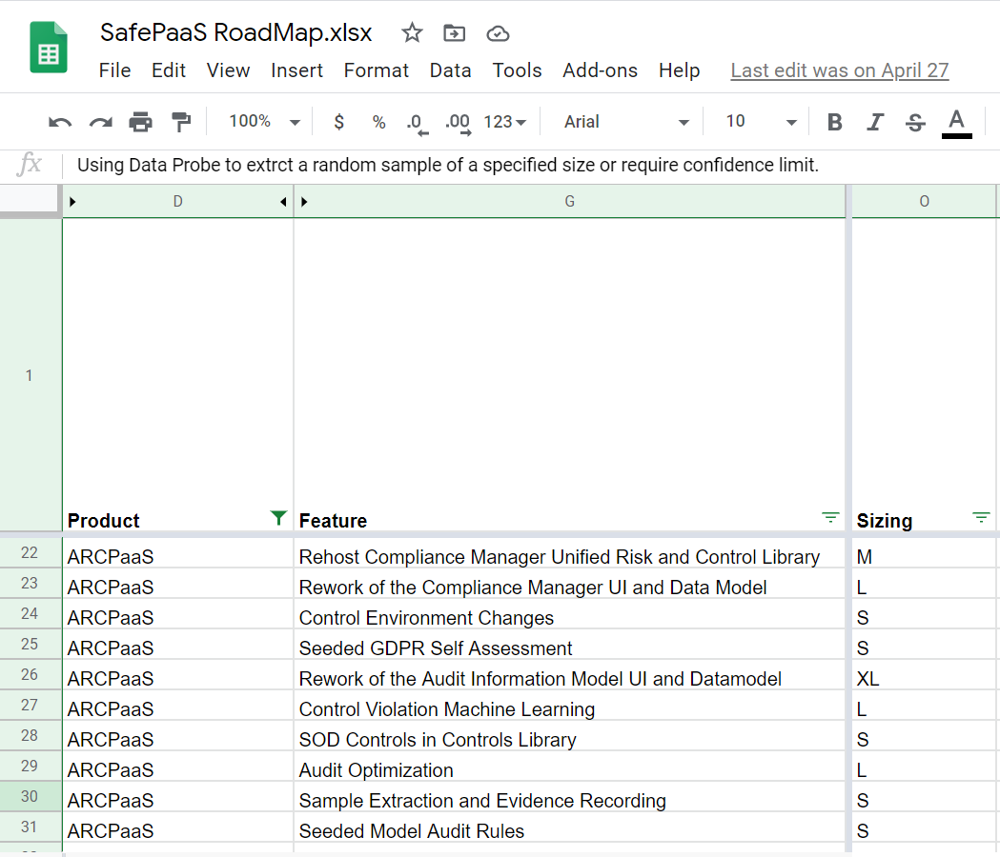 SafePaaS RoadMap.xlsx
File Edit View Insert Format Data Tools Add-ons Help Last edit was on April 27
100% $ % .0 .00 123 Arial 10 B I S A
fx Using Data Probe to extrct a random sample of a specified size or require confidence limit.
D G O
1 Product Feature Sizing
22 ARCPaaS Rehost Compliance Manager Unified Risk and Control Library M
23 ARCPaaS Rework of the Compliance Manager UI and Data Model L
24 ARCPaaS Control Environment Changes S
25 ARCPaaS Seeded GDPR Self Assessment S
26 ARCPaaS Rework of the Audit Information Model UI and Datamodel XL
27 ARCPaaS Control Violation Machine Learning L
28 ARCPaaS SOD Controls in Controls Library S
29 ARCPaaS Audit Optimization L
30 ARCPaaS Sample Extraction and Evidence Recording S
31 ARCPaaS Seeded Model Audit Rules S